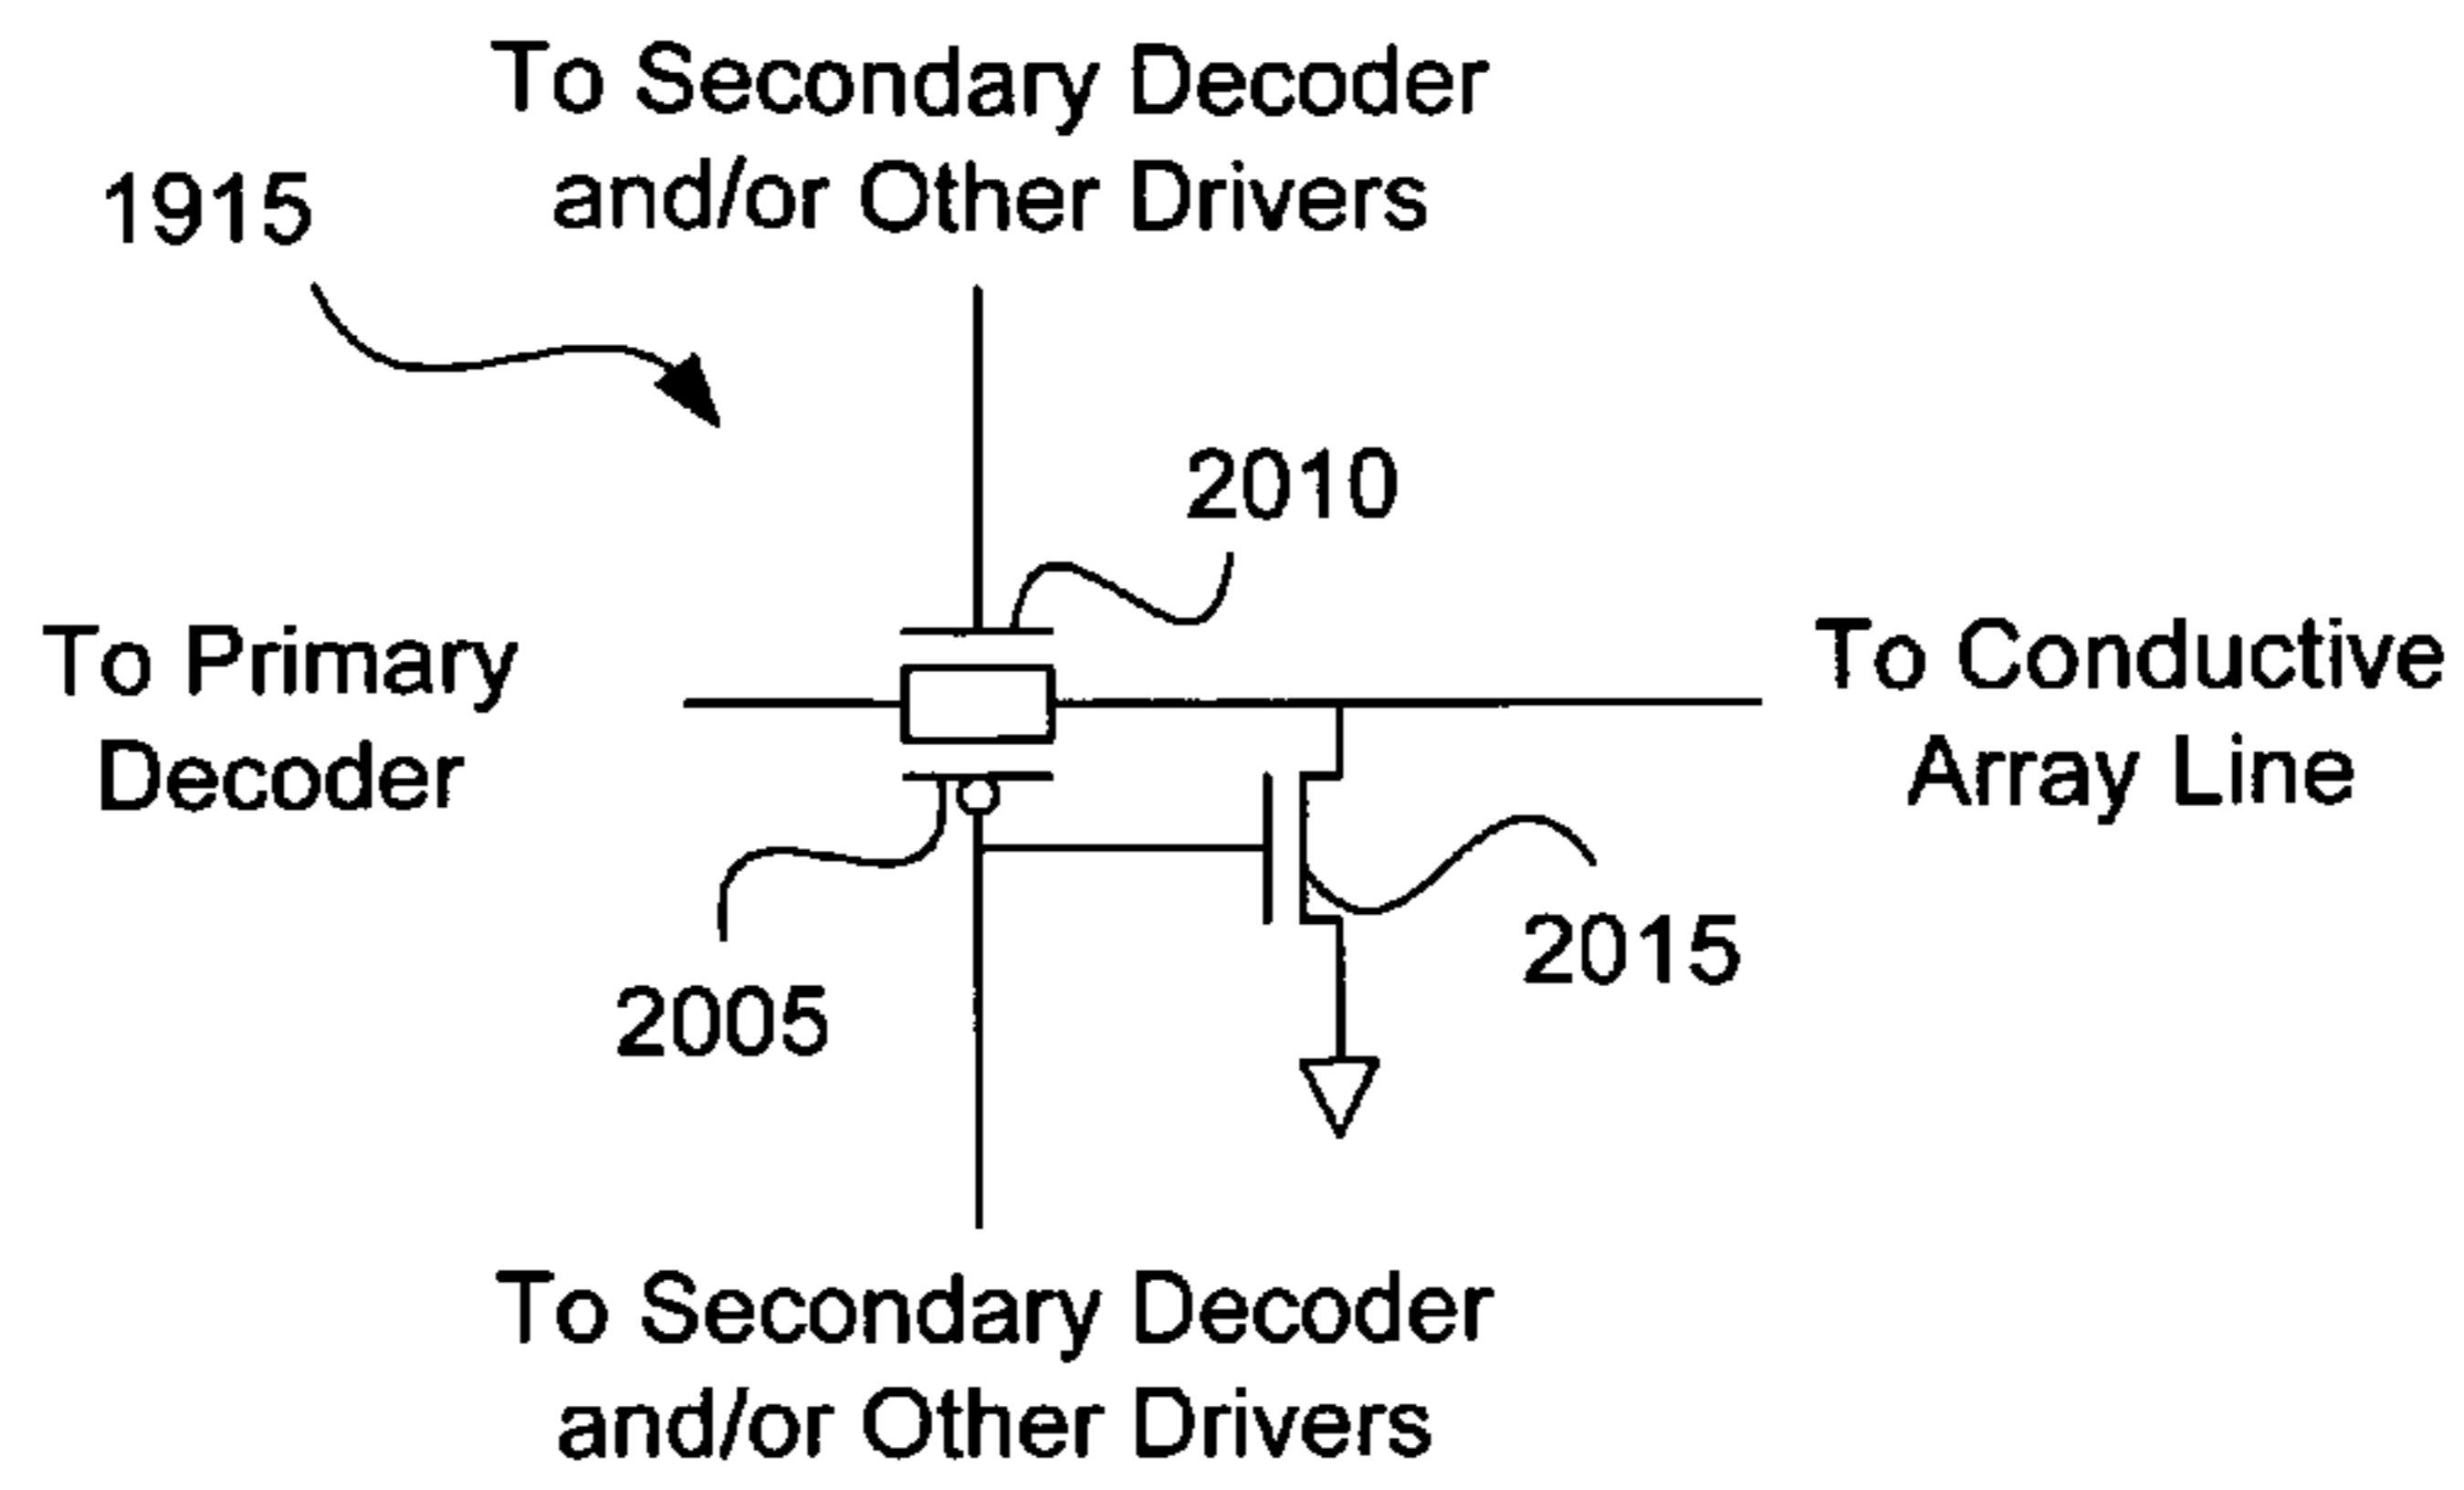 To Secondary Decoder
and/or Other Drivers
1915
2010
To Primary
Decoder
To Conductive
Array Line
2005
2015
To Secondary Decoder
and/or Other Drivers